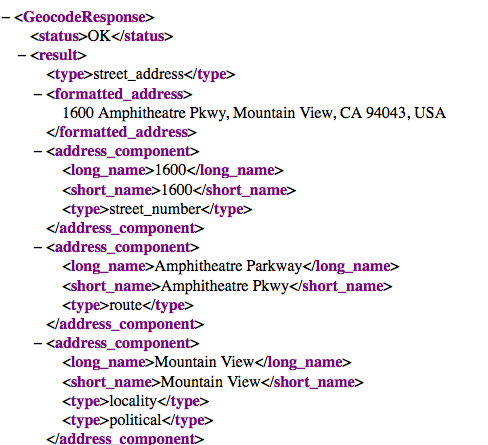 – <GeocodeResponse>
<status>OK</status>
– <result>
<type>street_address</type>
– <formatted_address>
1600 Amphitheatre Pkwy, Mountain View, CA 94043, USA
</formatted_address>
– <address_component>
<long_name>1600</long_name>
<short_name>1600</short_name>
<type>street_number</type>
</address_component>
– <address_component>
<long_name>Amphitheatre Parkway</long_name>
<short_name>Amphitheatre Pkwy</short_name>
<type>route</type>
</address_component>
– <address_component>
<long_name>Mountain View</long_name>
<short_name>Mountain View</short_name>
<type>locality</type>
<type>political</type>
</address_component>